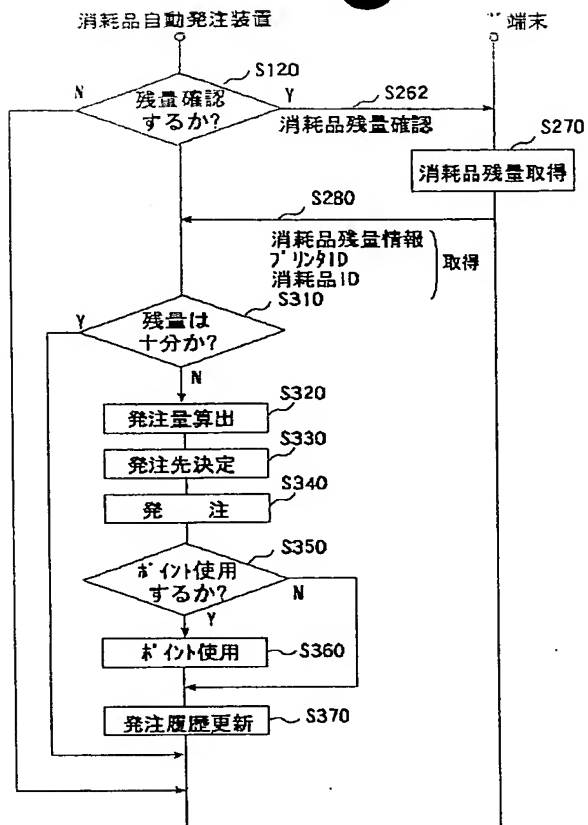 消耗品自動発注装置
端末
S120
N
残量確認
するか?
Y
S262
消耗品残量確認
S270
消耗品残量取得
S280
消耗品残量情報
プリンタID
消耗品ID
取得
S310
Y
残量は
十分か?
N
S320
発注量算出
S330
発注先決定
S340
発 注
S350
ポイント使用
するか?
N
Y
ポイント使用
S360
発注履歴更新
S370